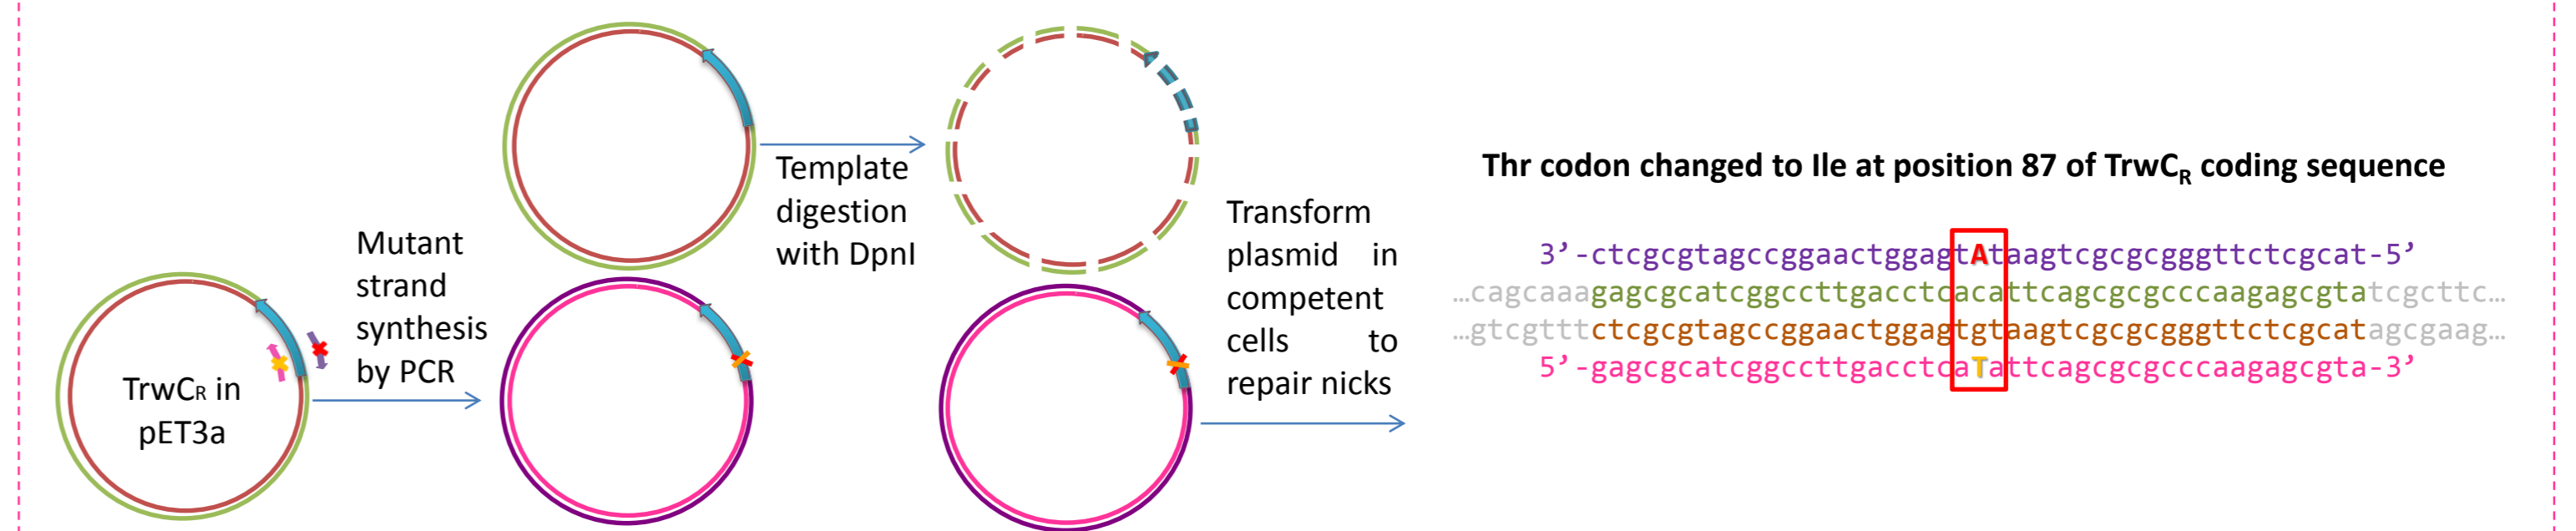 TrwCR in
pET3a
Mutant
strand
synthesis
by PCR
Template
digestion
with DpnI
Transform
plasmid in
competent
cells to
repair nicks
Thr codon changed to Ile at position 87 of TrwCR coding sequence
3’-ctcgcgtagccggaactggagtAtaagtcgcgcgggttctcgcat-5’
…cagcaaagagcgcatcggccttgacctcacattcagcgcgcccaagagcgtatcgcttc…
…gtcgtttctcgcgtagccggaactggagtgtaagtcgcgcgggttctcgcatagcgaag…
5’-gagcgcatcggccttgacctcaTattcagcgcgcccaagagcgta-3’